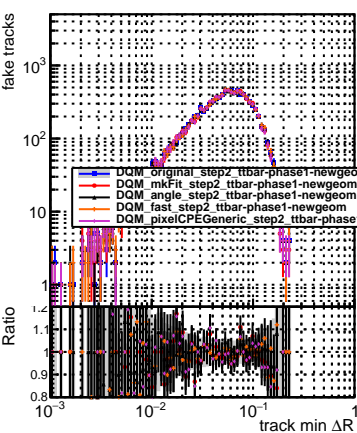 fake tracks
10³
10²
10
1
DQM_original_step2_ttbar-phase1-newgeom
DQM_mkFit_step2_ttbar-phase1-newgeom
DQM_angle_step2_ttbar-phase1-newgeom
DQM_fast_step2_ttbar-phase1-newgeom
DQM_pixelCPEGeneric_step2_ttbar-phase
Ratio
1.2
1.1
1
0.9
0.8
10⁻³
10⁻²
10⁻¹
1
track min ΔR